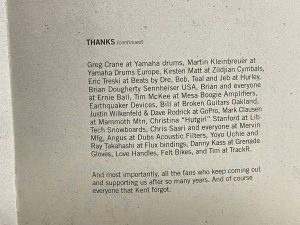 THANKS (continued)
Greg Crane at Yamaha drums, Martin Kleinbreuer at
Yamaha Drums Europe, Kirsten Matt at Zildjian Cymbals,
Eric Treski at Beats by Dre, Bob, Teal and Jeb at Hurley,
Brian Dougherty Sennheiser USA, Brian and everyone
at Ernie Ball, Tim McKee at Mesa Boogie Amplifiers,
Earthquaker Devices, Bill at Broken Guitars Oakland,
Justin Wilkenfeld & Dave Rodrick at GoPro, Mark Clausen
at Mammoth Mtn, Christina "Hutgirl" Stanford at Lib
Tech Snowboards, Chris Saari and everyone at Mervin
Mfg, Angus at Dubs Acoustic Filters, Yoyo Uchie and
Ray Takahashi at Flux bindings, Danny Kass at Grenade
Gloves, Love Handles, Felt Bikes, and Tim at TrackR.
And most importantly, all the fans who keep coming out
and supporting us after so many years. And of course
everyone that Kent forgot.